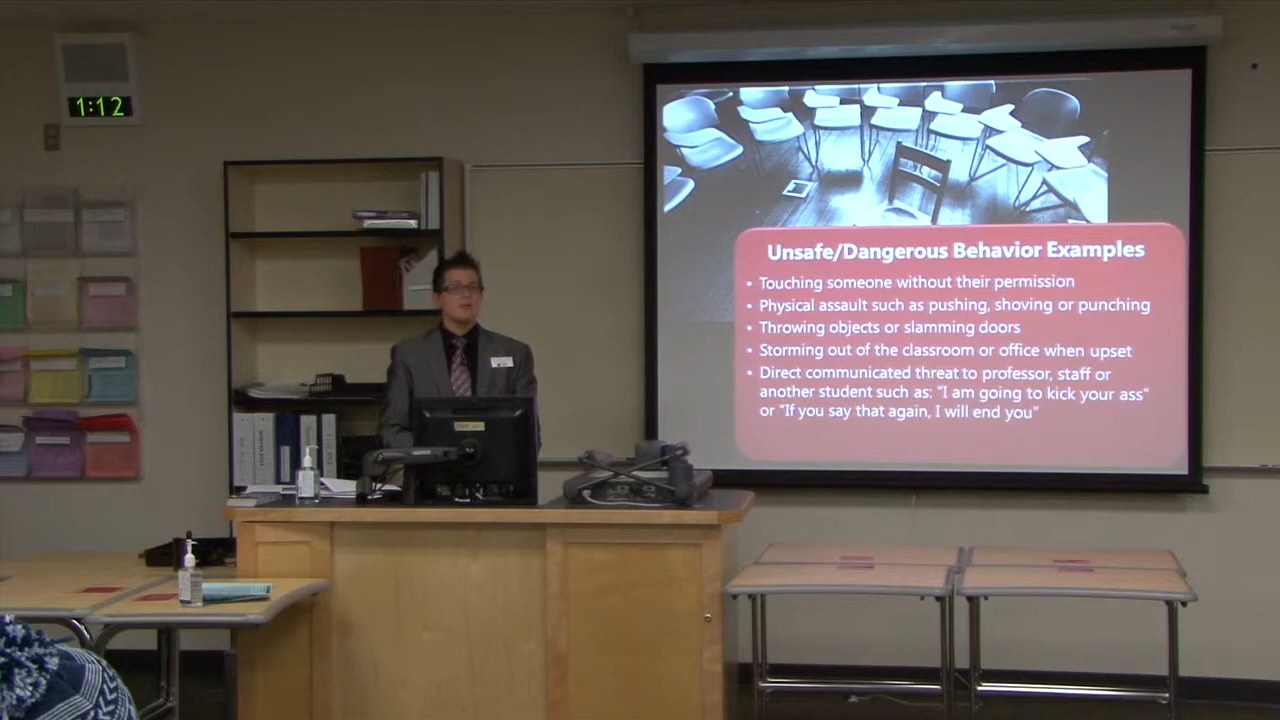 1:12
Unsafe/Dangerous Behavior Examples
• Touching someone without their permission
• Physical assault such as pushing, shoving or punching
• Throwing objects or slamming doors
• Storming out of the classroom or office when upset
• Direct communicated threat to professor, staff or
another student such as: "I am going to kick your ass"
or "If you say that again, I will end you"